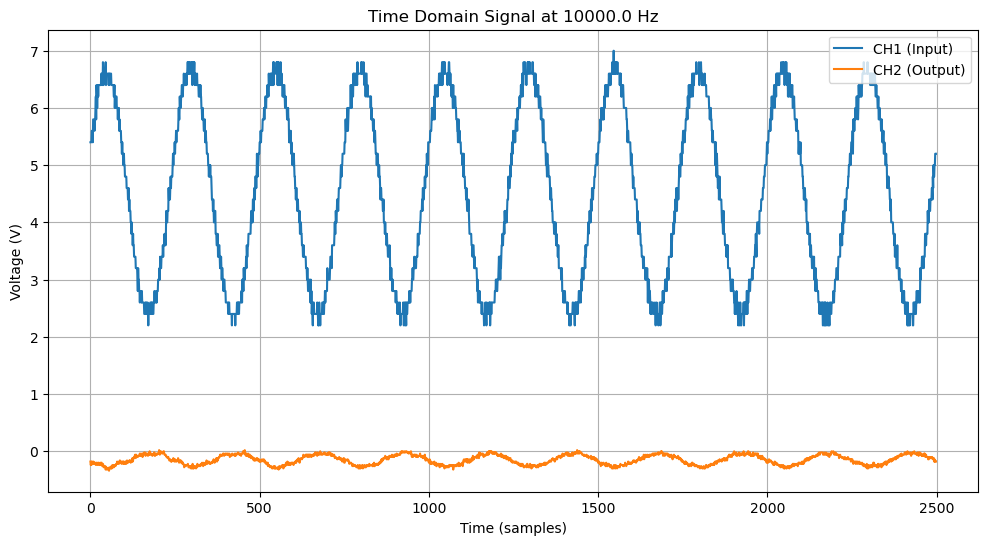 Time Domain Signal at 10000.0 Hz
CH1 (Input)
CH2 (Output)
Voltage (V)
7
6
5
4
3
2
1
0
0
500
1000
1500
2000
2500
Time (samples)